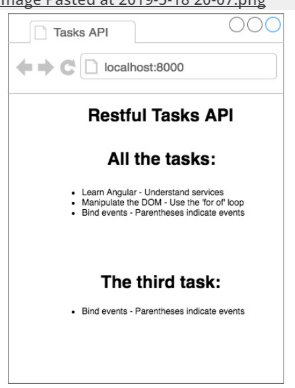 Image Pasted at 2019-5-18 20-07.png
Tasks API
localhost:8000
Restful Tasks API
All the tasks:
• Learn Angular - Understand services
• Manipulate the DOM - Use the 'for of' loop
• Bind events - Parentheses indicate events
The third task:
• Bind events - Parentheses indicate events